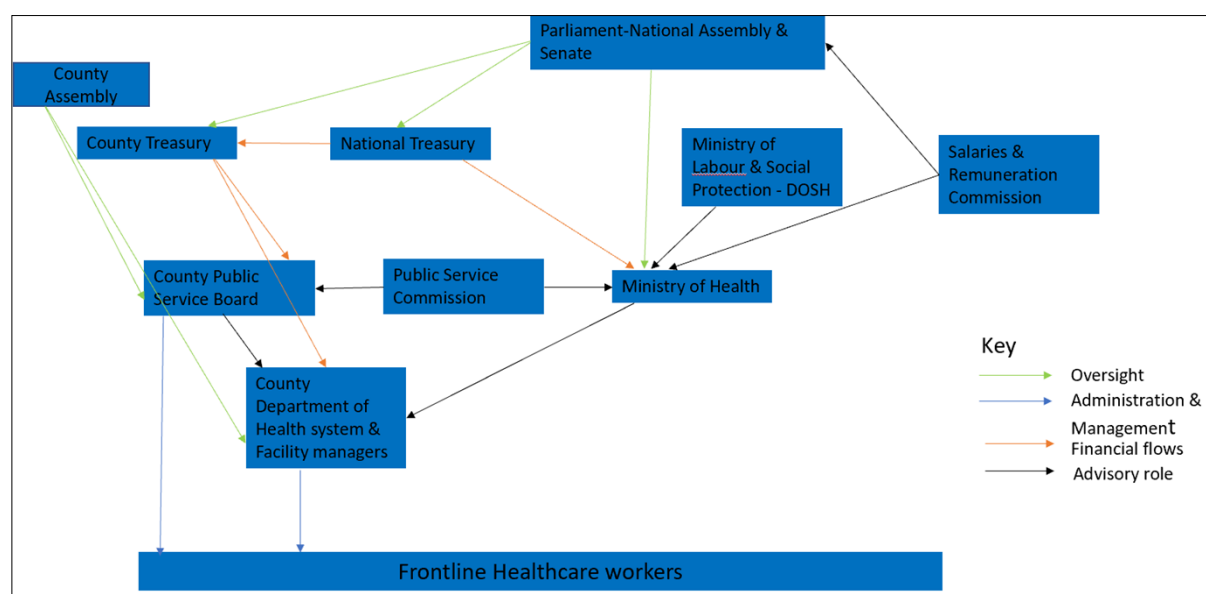 Parliament-National Assembly &
Senate
County
Assembly
County Treasury
National Treasury
Ministry of
Labour & Social
Protection - DOSH
Salaries &
Remuneration
Commission
County Public
Service Board
Public Service
Commission
Ministry of Health
County
Department of
Health system &
Facility managers
Key
Oversight
Administration &
Management
Financial flows
Advisory role
Frontline Healthcare workers